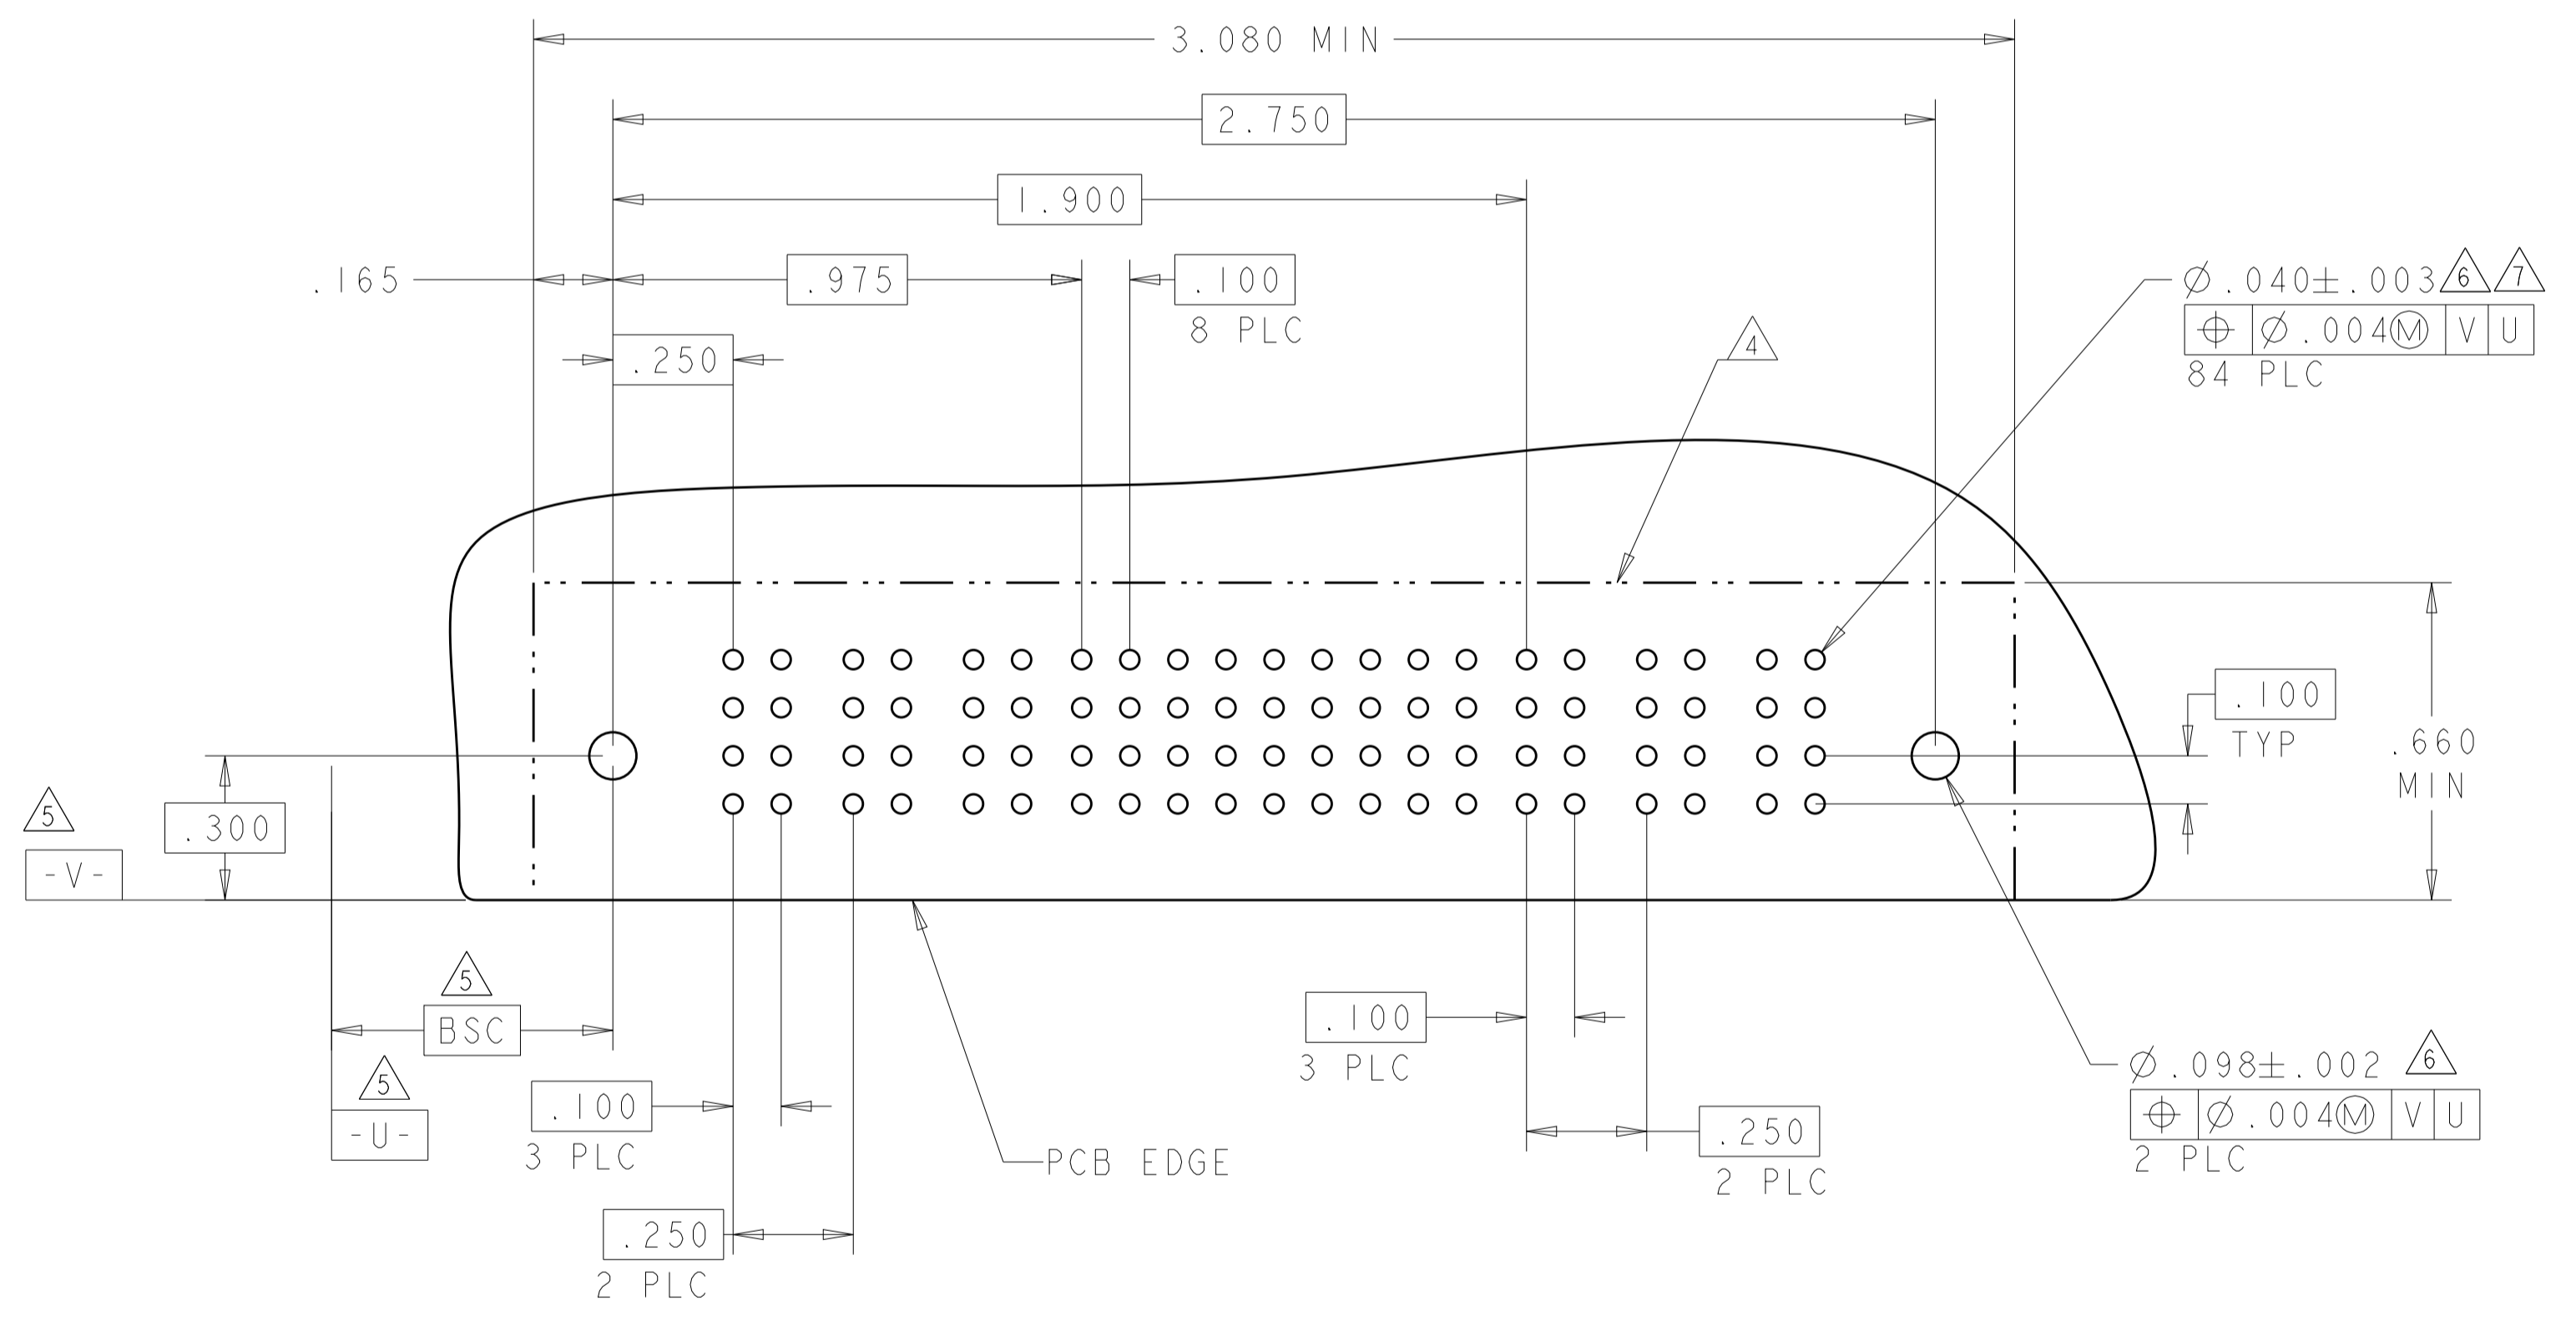 3.080 MIN
2.750
1.900
.165
.975
.100
8 PLC
.250
4
⌀.040±.003 6 7
⌖ ⌀.004Ⓜ V U
84 PLC
.100
TYP
.660
MIN
5
-V-
.300
5
BSC
5
-U-
.100
3 PLC
.250
2 PLC
PCB EDGE
.100
3 PLC
.250
2 PLC
⌀.098±.002 6
⌖ ⌀.004Ⓜ V U
2 PLC